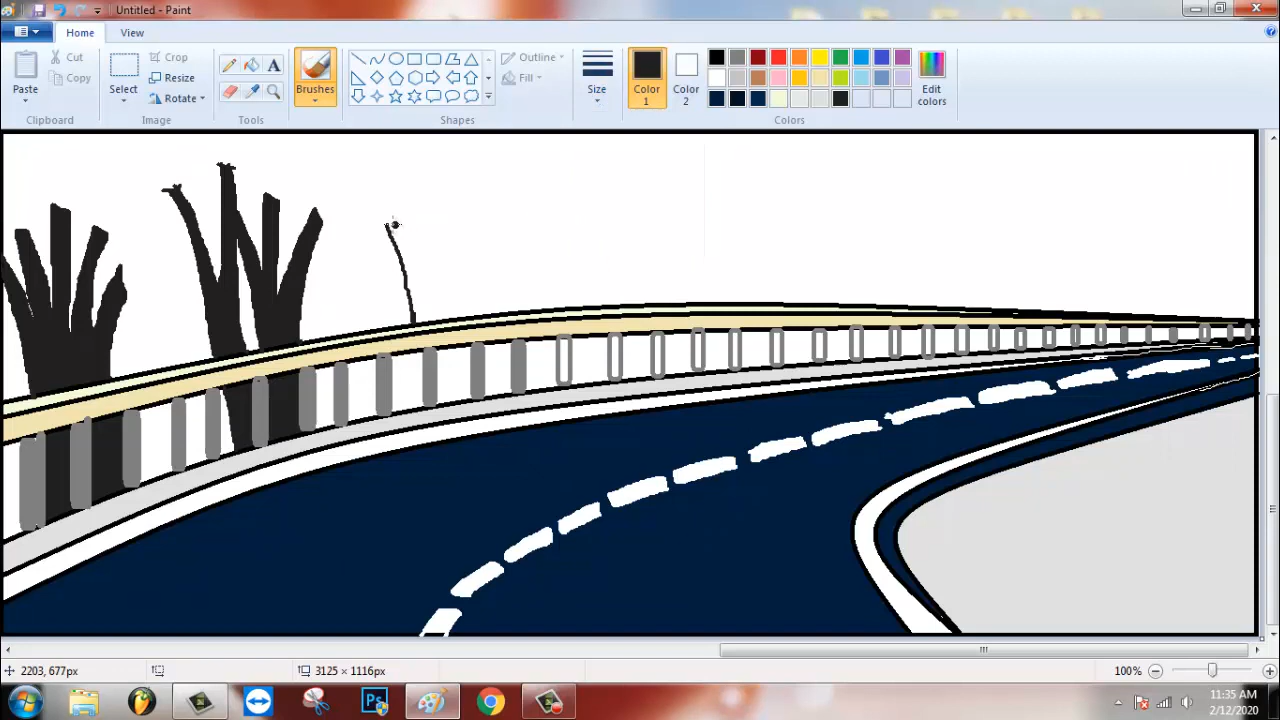 Untitled - Paint
Home
View
Paste
Cut
Copy
Clipboard
Select
Crop
Resize
Rotate
Image
A
Tools
Brushes
Shapes
Outline
Fill
Size
Color 1
Color 2
Edit colors
Colors
2203, 677px
3125 × 1116px
100%
Ps
11:35 AM
2/12/2020